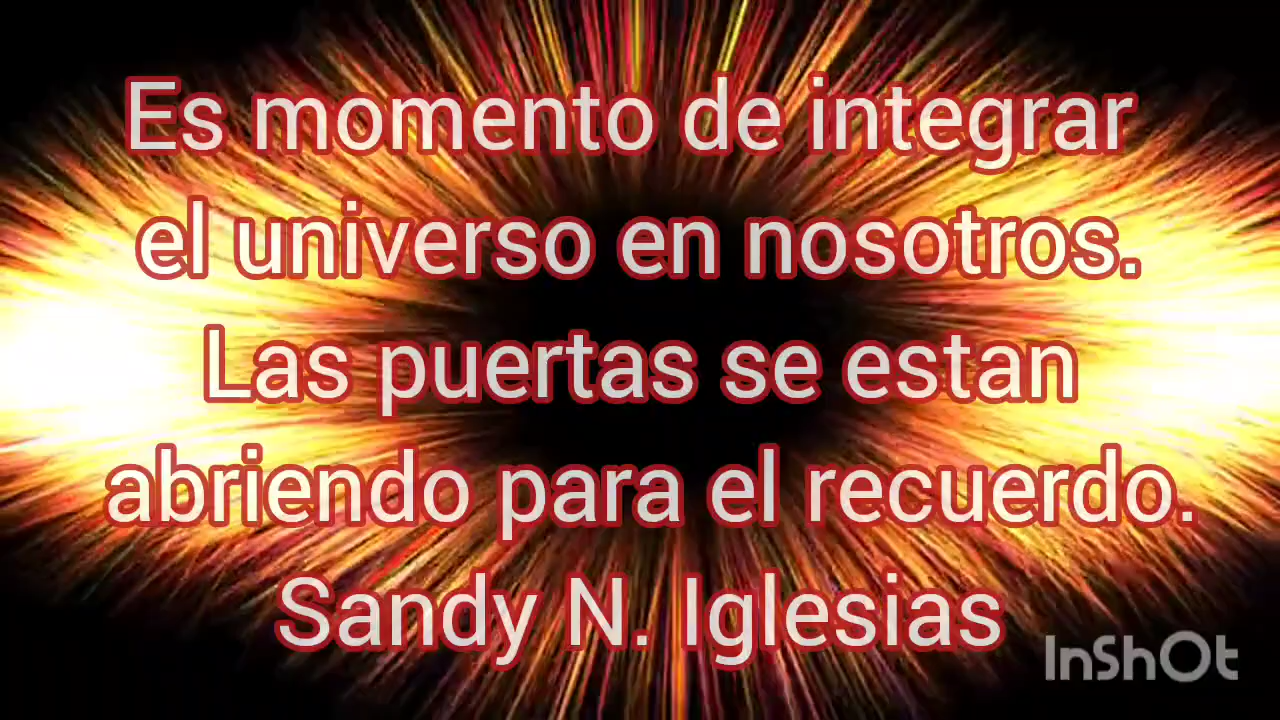 Es momento de integrar
el universo en nosotros.
Las puertas se estan
abriendo para el recuerdo.
Sandy N. Iglesias
InShOt